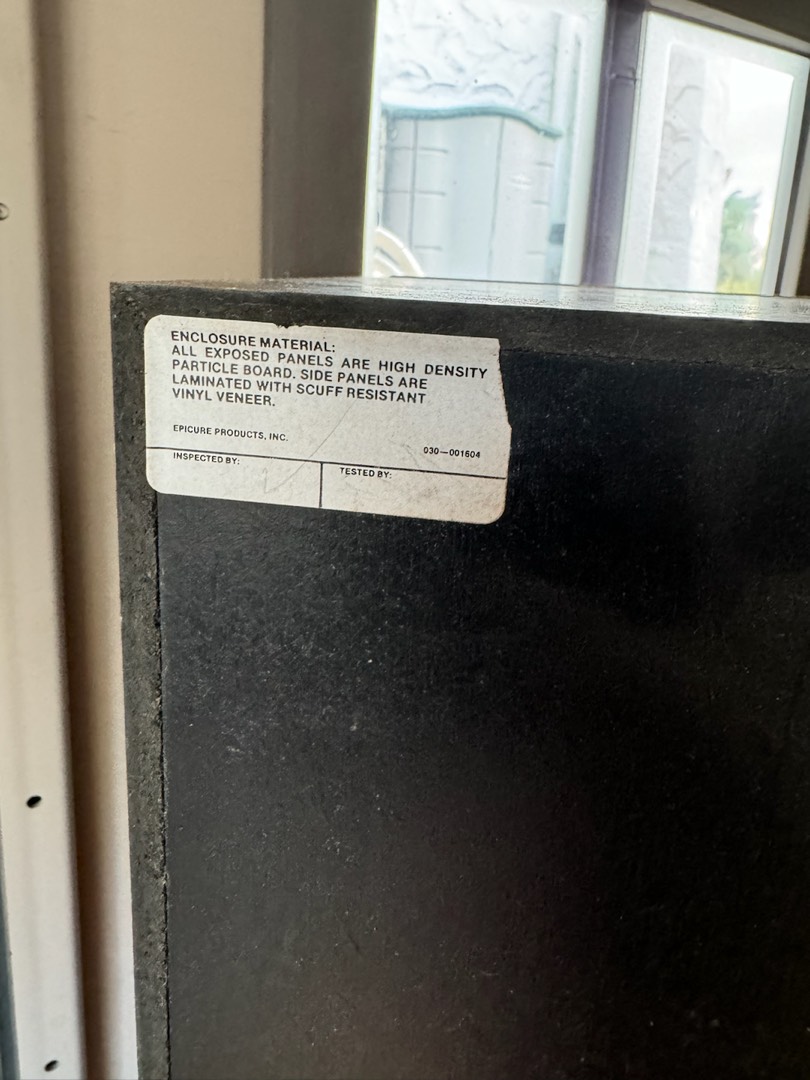 ENCLOSURE MATERIAL:
ALL EXPOSED PANELS ARE HIGH DENSITY
PARTICLE BOARD. SIDE PANELS ARE
LAMINATED WITH SCUFF RESISTANT
VINYL VENEER.
EPICURE PRODUCTS, INC.
030-001604
INSPECTED BY:
TESTED BY: